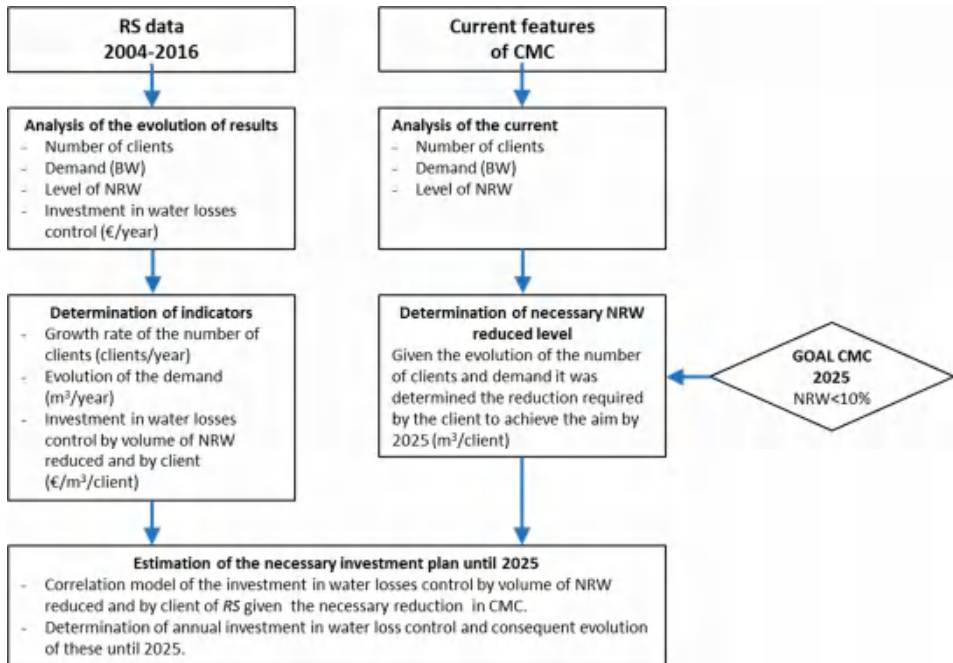 RS data
2004-2016
Current features
of CMC
Analysis of the evolution of results
- Number of clients
- Demand (BW)
- Level of NRW
- Investment in water losses
control (€/year)
Analysis of the current
- Number of clients
- Demand (BW)
- Level of NRW
Determination of indicators
- Growth rate of the number of
clients (clients/year)
- Evolution of the demand
(m³/year)
- Investment in water losses
control by volume of NRW
reduced and by client
(€/m³/client)
Determination of necessary NRW
reduced level
Given the evolution of the number
of clients and demand it was
determined the reduction required
by the client to achieve the aim by
2025 (m³/client)
GOAL CMC
2025
NRW<10%
Estimation of the necessary investment plan until 2025
- Correlation model of the investment in water losses control by volume of NRW
reduced and by client of RS given the necessary reduction in CMC.
- Determination of annual investment in water loss control and consequent evolution
of these until 2025.